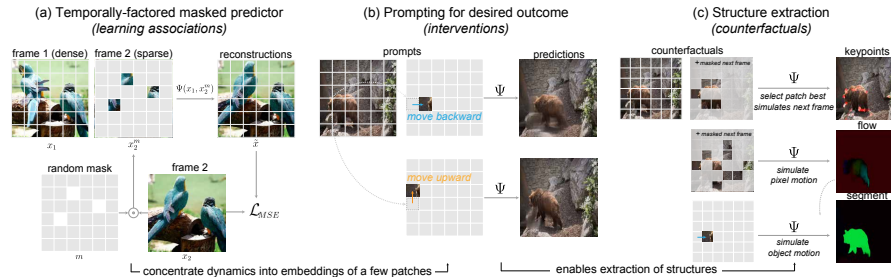 (a) Temporally-factored masked predictor
(learning associations)
frame 1 (dense)
frame 2 (sparse)
reconstructions
Ψ(x₁, x₂ᵐ)
x₁
x₂ᵐ
x̂
random mask
frame 2
ℒMSE
m
x₂
concentrate dynamics into embeddings of a few patches
(b) Prompting for desired outcome
(interventions)
prompts
predictions
Ψ
move backward
move upward
Ψ
enables extraction of structures
(c) Structure extraction
(counterfactuals)
counterfactuals
+ masked next frame
Ψ
select patch best
simulates next frame
keypoints
flow
+ masked next frame
Ψ
simulate
pixel motion
segment
Ψ
simulate
object motion